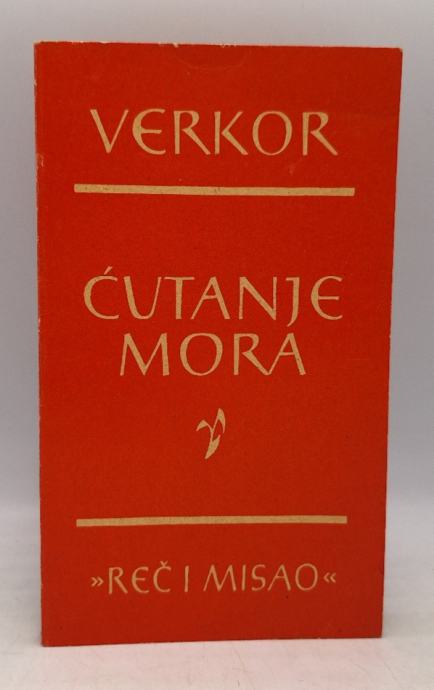 VERKOR
ĆUTANJE
MORA
»REČ I MISAO«